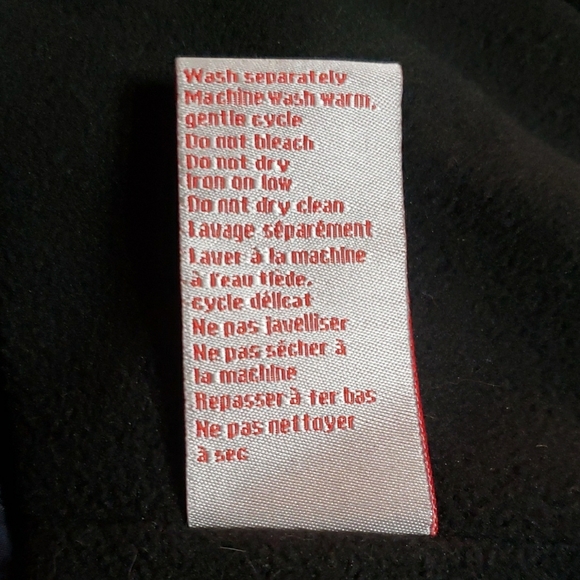 Wash separately
Machine wash warm,
gentle cycle
Do not bleach
Do not dry
Iron on low
Do not dry clean
Lavage séparément
Laver à la machine
à l'eau tiède.
cycle délicat
Ne pas javelliser
Ne pas sécher à
la machine
Repasser à fer bas
Ne pas nettoyer
à sec